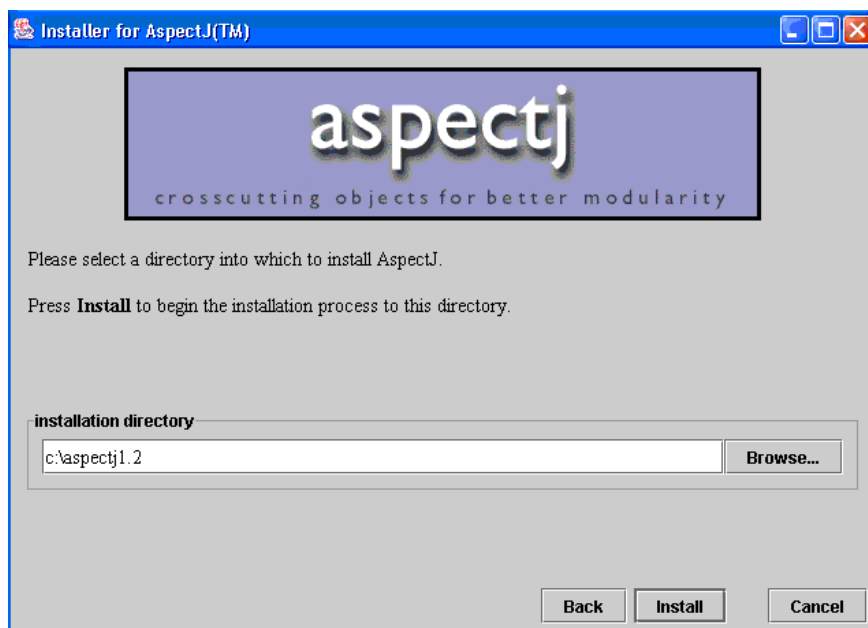 Installer for AspectJ(TM)
aspectj
crosscutting objects for better modularity
Please select a directory into which to install AspectJ.
Press Install to begin the installation process to this directory.
installation directory
c:\aspectj1.2
Browse...
Back Install Cancel